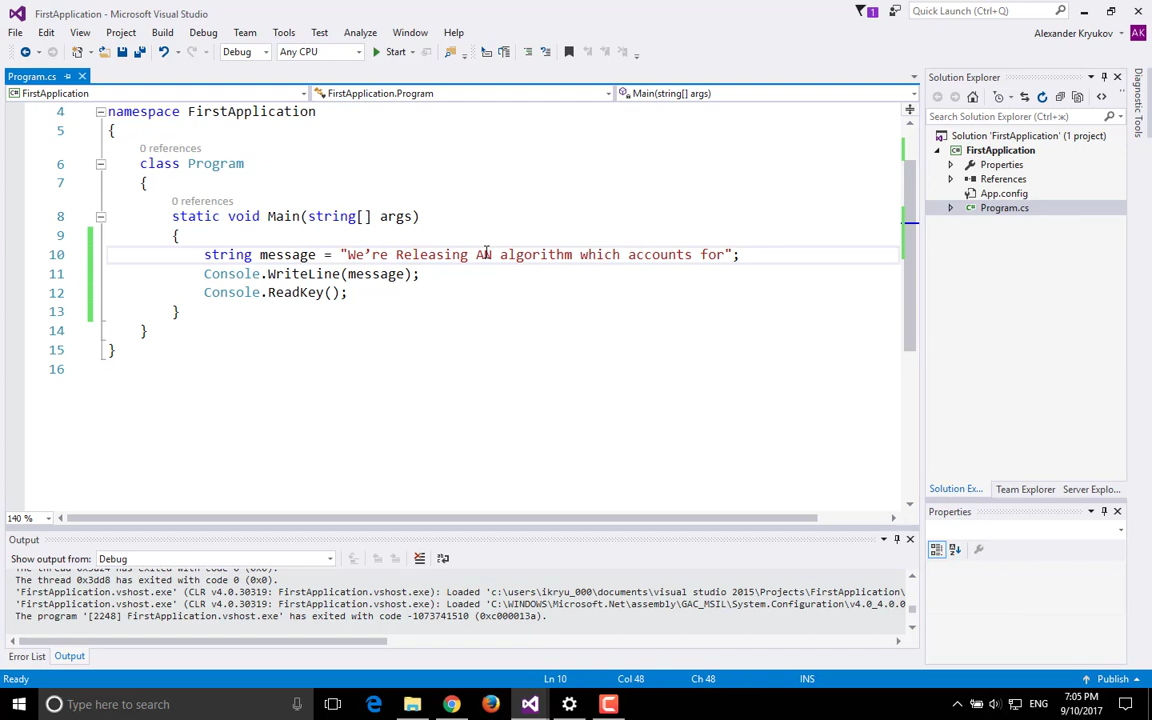 FirstApplication - Microsoft Visual Studio
1
Quick Launch (Ctrl+Q)
File Edit View Project Build Debug Team Tools Test Analyze Window Help
Alexander Kryukov
AK
Debug
Any CPU
Start
Program.cs
FirstApplication
FirstApplication.Program
Main(string[] args)
4 namespace FirstApplication
5 {
0 references
6 class Program
7 {
0 references
8 static void Main(string[] args)
9 {
10 string message = "We’re Releasing AN algorithm which accounts for";
11 Console.WriteLine(message);
12 Console.ReadKey();
13 }
14 }
15 }
16
140 %
Solution Explorer
Search Solution Explorer (Ctrl+ж)
Solution 'FirstApplication' (1 project)
FirstApplication
Properties
References
App.config
Program.cs
Diagnostic Tools
Solution Ex... Team Explorer Server Explo...
Properties
Output
Show output from: Debug
The thread 0x3dd8 has exited with code 0 (0x0).
'FirstApplication.vshost.exe' (CLR v4.0.30319: FirstApplication.vshost.exe): Loaded 'c:\users\ikryu_000\documents\visual studio 2015\Projects\FirstApplication\
'FirstApplication.vshost.exe' (CLR v4.0.30319: FirstApplication.vshost.exe): Loaded 'C:\WINDOWS\Microsoft.Net\assembly\GAC_MSIL\System.Configuration\v4.0_4.0.0
The program '[2248] FirstApplication.vshost.exe' has exited with code -1073741510 (0xc000013a).
Error List Output
Ready
Ln 10
Col 48
Ch 48
INS
Publish
Type here to search
ENG
7:05 PM
9/10/2017